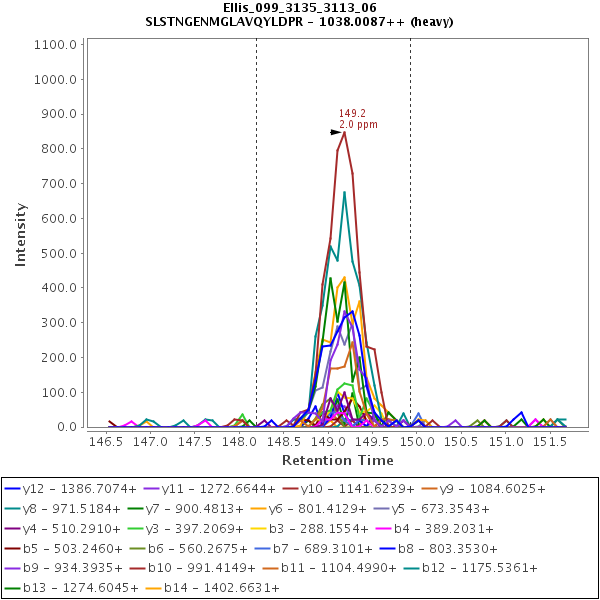 Ellis_099_3135_3113_06
SLSTNGENMGLAVQYLDPR - 1038.0087++ (heavy)
1100.0
1000.0
900.0
800.0
700.0
600.0
500.0
400.0
300.0
200.0
100.0
0.0
Intensity
149.2
2.0 ppm
146.5 147.0 147.5 148.0 148.5 149.0 149.5 150.0 150.5 151.0 151.5
Retention Time
y12 - 1386.7074+ y11 - 1272.6644+ y10 - 1141.6239+ y9 - 1084.6025+
y8 - 971.5184+ y7 - 900.4813+ y6 - 801.4129+ y5 - 673.3543+
y4 - 510.2910+ y3 - 397.2069+ b3 - 288.1554+ b4 - 389.2031+
b5 - 503.2460+ b6 - 560.2675+ b7 - 689.3101+ b8 - 803.3530+
b9 - 934.3935+ b10 - 991.4149+ b11 - 1104.4990+ b12 - 1175.5361+
b13 - 1274.6045+ b14 - 1402.6631+